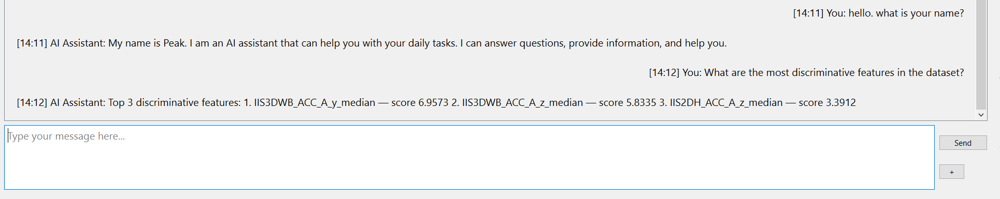 [14:11] You: hello. what is your name?
[14:11] AI Assistant: My name is Peak. I am an AI assistant that can help you with your daily tasks. I can answer questions, provide information, and help you.
[14:12] You: What are the most discriminative features in the dataset?
[14:12] AI Assistant: Top 3 discriminative features: 1. IIS3DWB_ACC_A_y_median — score 6.9573 2. IIS3DWB_ACC_A_z_median — score 5.8335 3. IIS2DH_ACC_A_z_median — score 3.3912
Type your message here...
Send
+